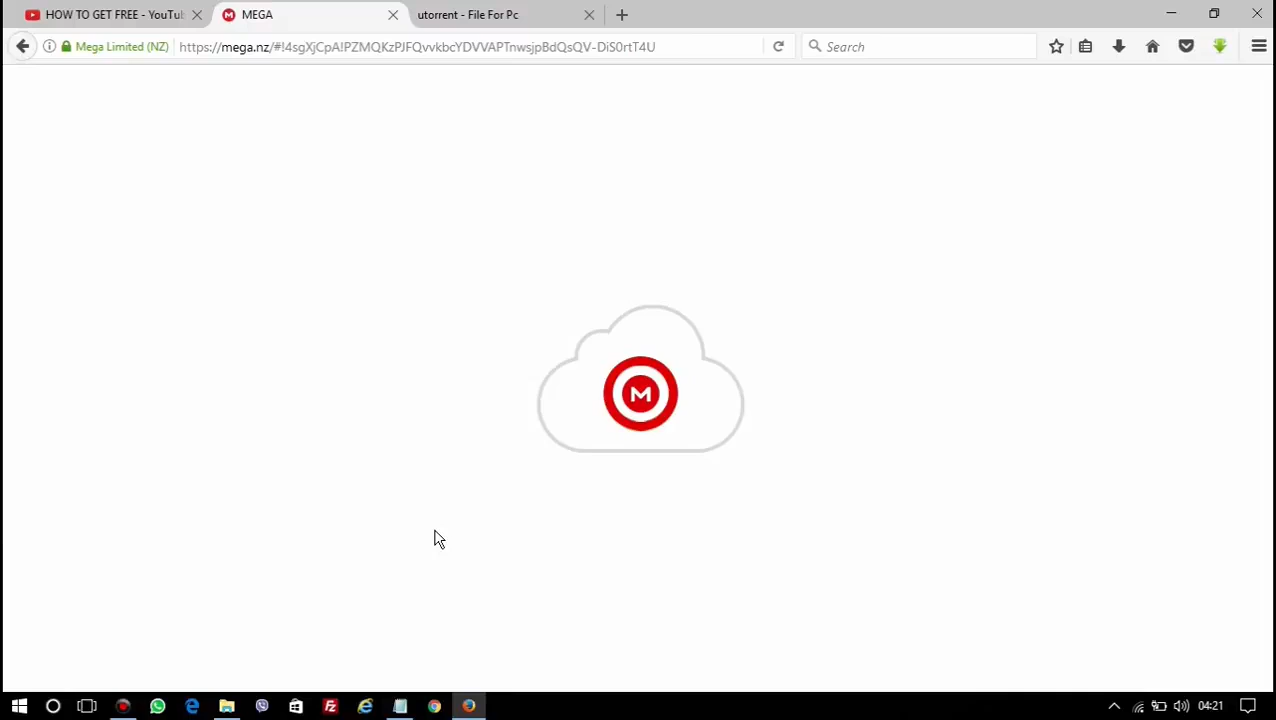 HOW TO GET FREE - YouTu
MEGA
utorrent - File For Pc
Mega Limited (NZ)
https://mega.nz/#!4sgXjCpA!PZMQKzPJFQvvkbcYDVVAPTnwsjpBdQsQV-DiS0rtT4U
Search
M
04:21